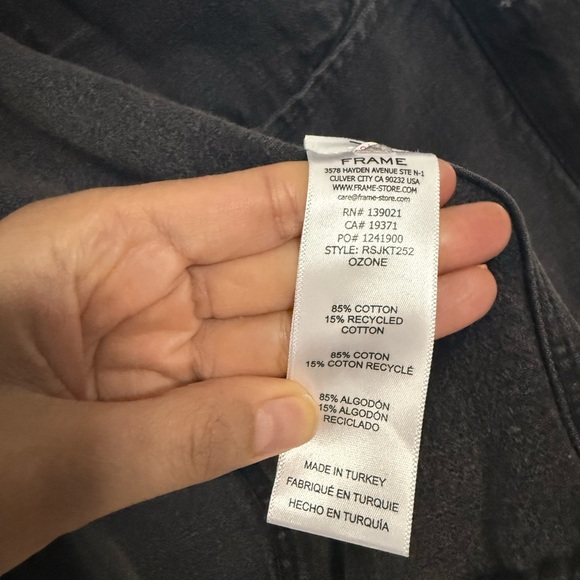 FRAME
3578 HAYDEN AVENUE STE N-1
CULVER CITY CA 90232 USA
WWW.FRAME-STORE.COM
care@frame-store.com
RN# 139021
CA# 19371
PO# 1241900
STYLE: RSJKT252
OZONE
85% COTTON
15% RECYCLED
COTTON
85% COTON
15% COTON RECYCLÉ
85% ALGODÓN
15% ALGODÓN
RECICLADO
MADE IN TURKEY
FABRIQUÉ EN TURQUIE
HECHO EN TURQUÍA